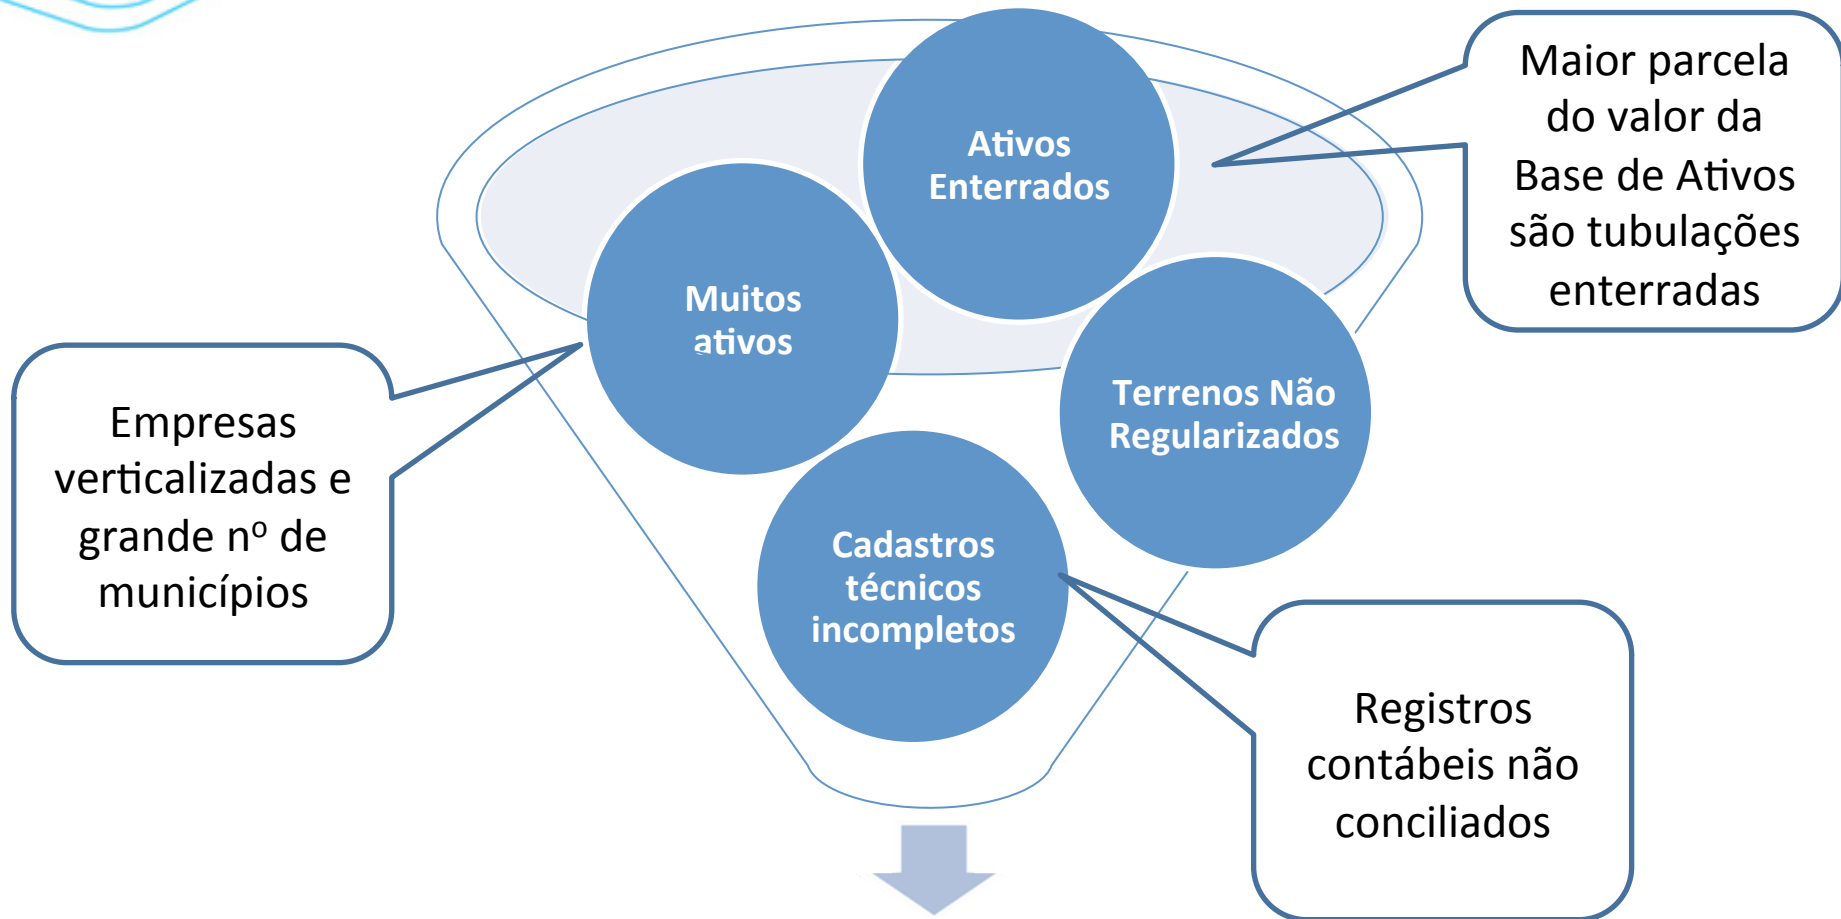 Ativos
Enterrados
Maior parcela
do valor da
Base de Ativos
são tubulações
enterradas
Muitos
ativos
Terrenos Não
Regularizados
Empresas
verticalizadas e
grande nº de
municípios
Cadastros
técnicos
incompletos
Registros
contábeis não
conciliados